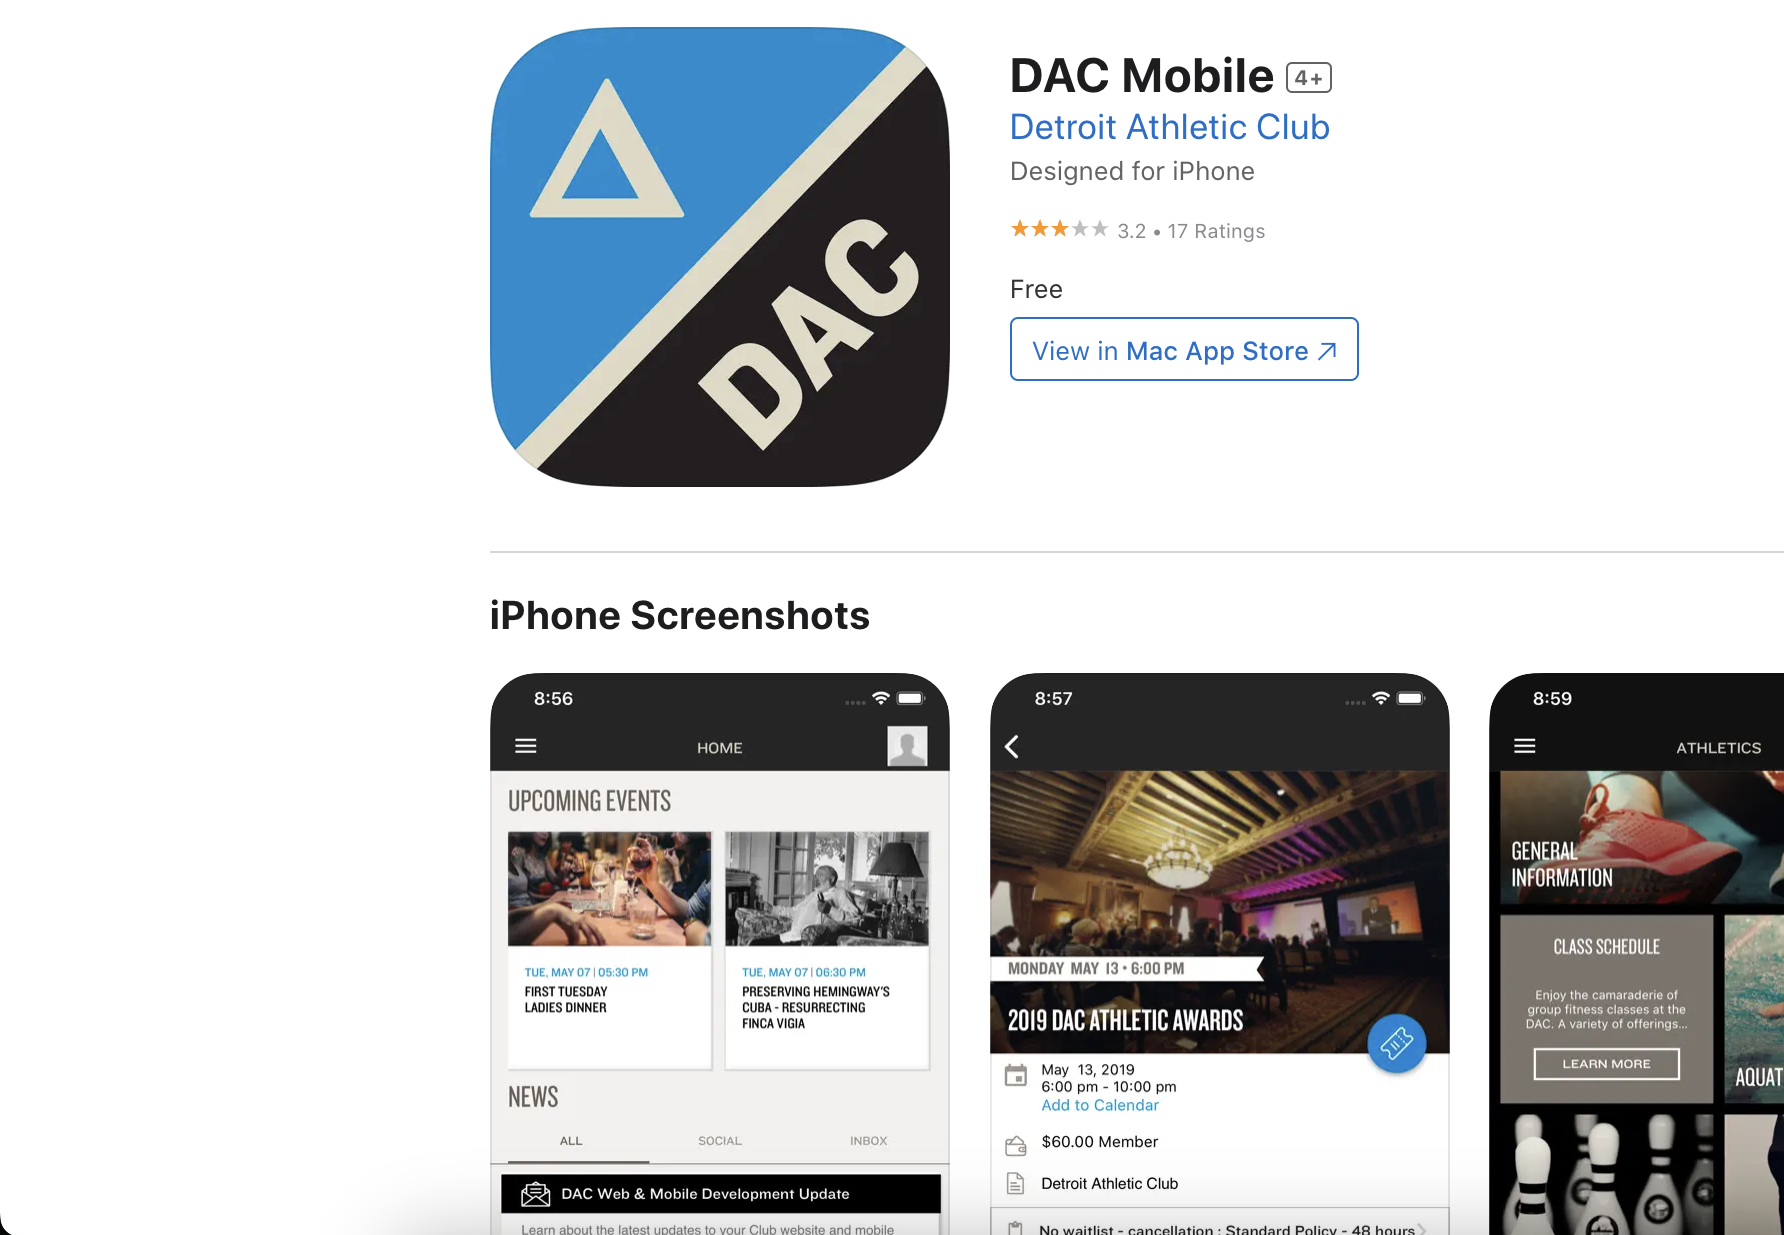 DAC
DAC Mobile 4+
Detroit Athletic Club
Designed for iPhone
3.2 • 17 Ratings
Free
View in Mac App Store
iPhone Screenshots
8:56
HOME
UPCOMING EVENTS
TUE, MAY 07 | 05:30 PM
FIRST TUESDAY
LADIES DINNER
TUE, MAY 07 | 06:30 PM
PRESERVING HEMINGWAY'S
CUBA - RESURRECTING
FINCA VIGIA
NEWS
ALL SOCIAL INBOX
DAC Web & Mobile Development Update
Learn about the latest updates to your Club website and mobile
8:57
MONDAY MAY 13 • 6:00 PM
2019 DAC ATHLETIC AWARDS
May 13, 2019
6:00 pm - 10:00 pm
Add to Calendar
$60.00 Member
Detroit Athletic Club
No waitlist - cancellation : Standard Policy - 48 hours
8:59
ATHLETICS
GENERAL
INFORMATION
CLASS SCHEDULE
Enjoy the camaraderie of
group fitness classes at the
DAC. A variety of offerings...
LEARN MORE
AQUAT